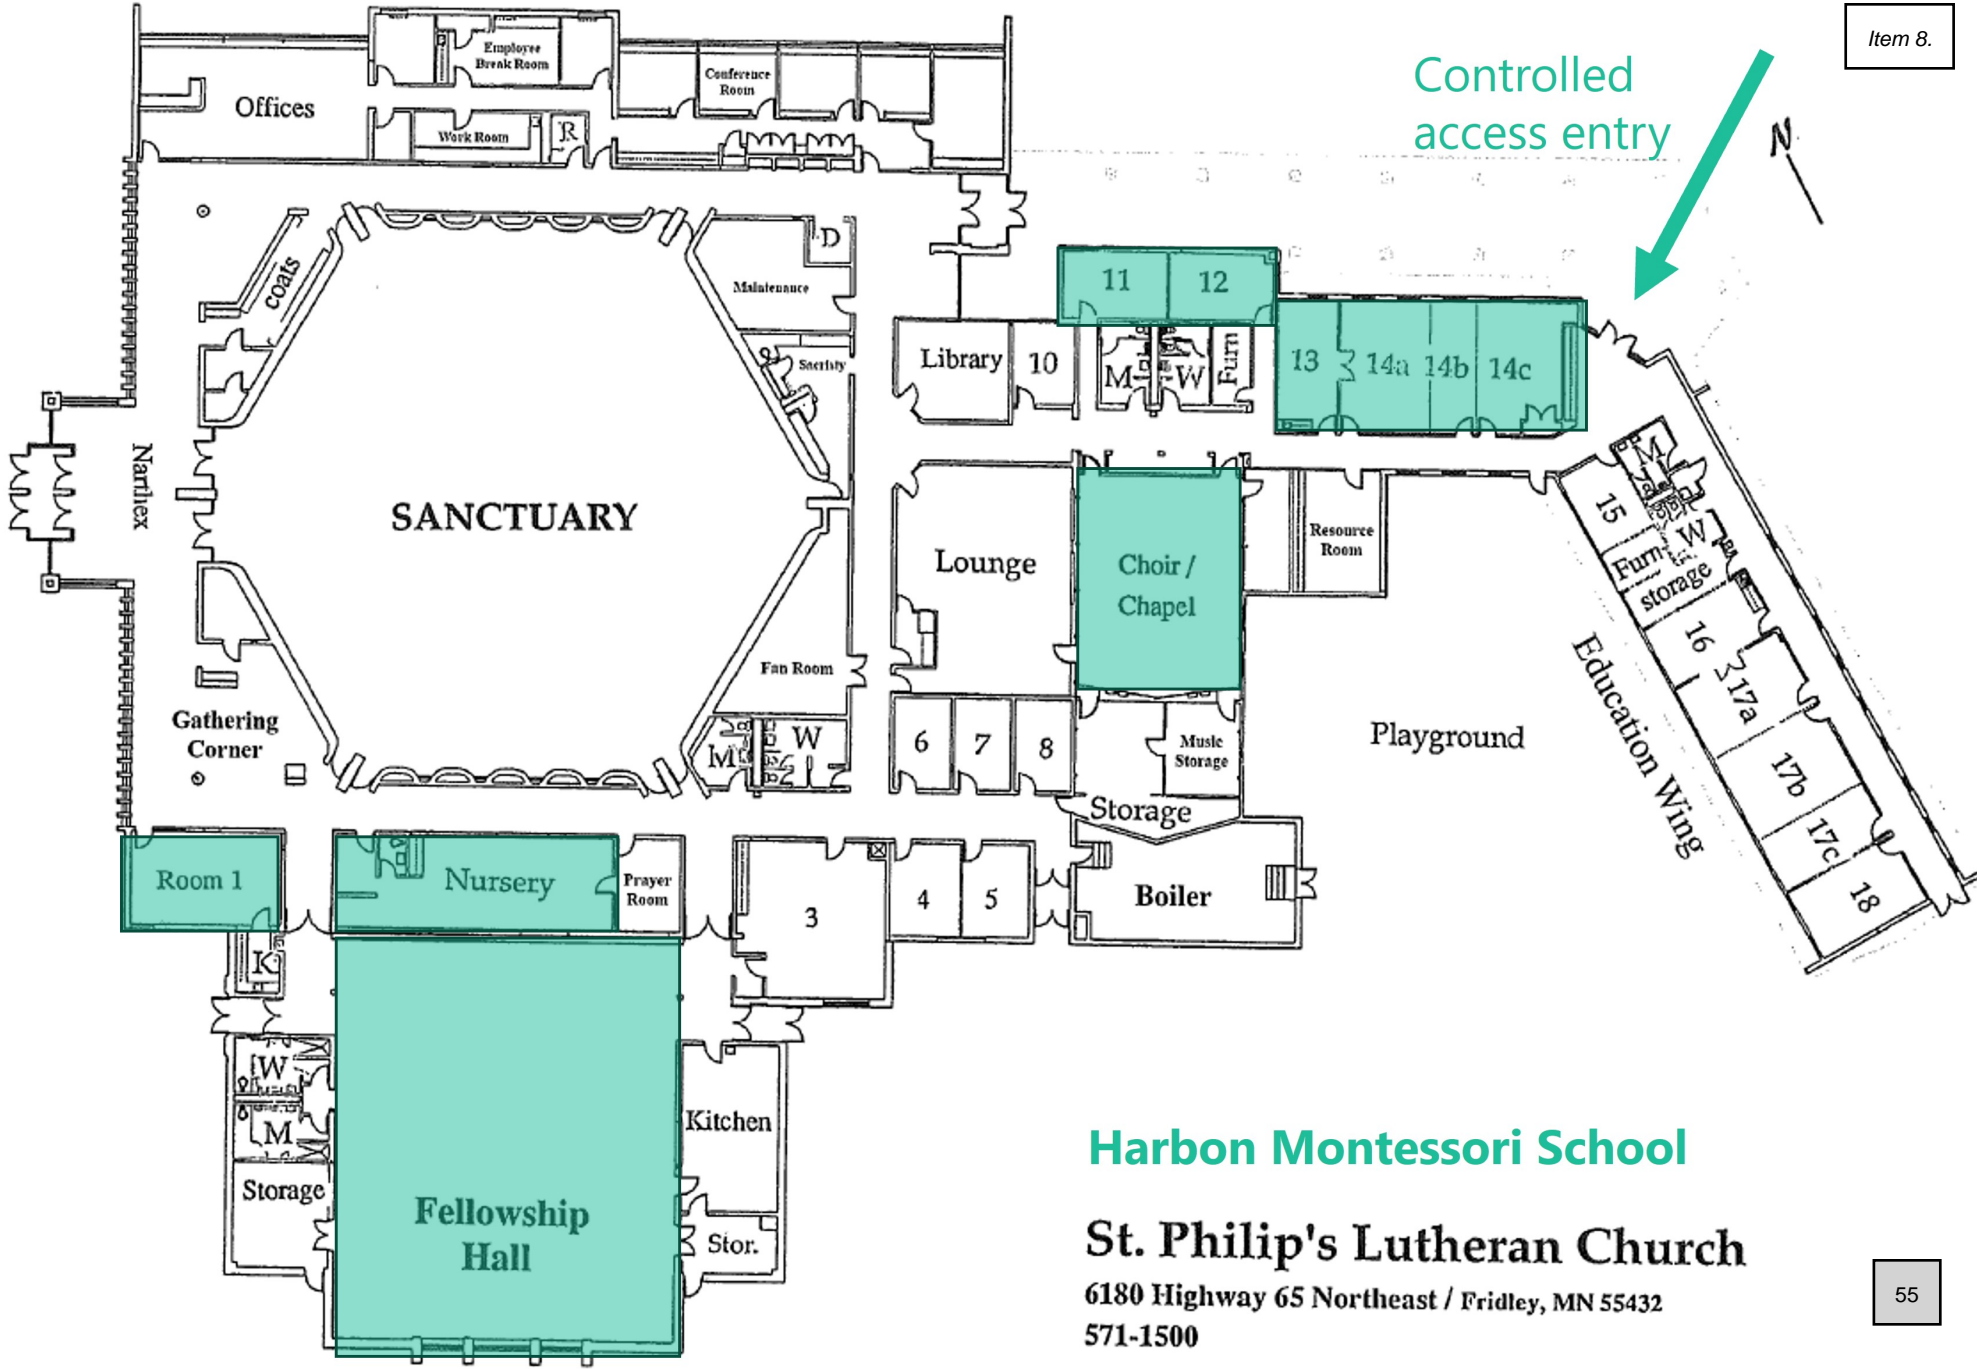 Item 8.
Controlled
access entry
N.
Employee
Break Room
Conference
Room
Offices
Work Room
R
coats
D
Maintenance
Sacristy
11
12
Library
10
M
W
Furn
13
14a
14b
14c
Narthex
SANCTUARY
Lounge
Choir /
Chapel
Resource
Room
M
15
W
Furn-
storage
16
17a
17b
17c
18
Education Wing
Playground
Fan Room
Gathering
Corner
M
W
6
7
8
Music
Storage
Storage
Room 1
Nursery
Prayer
Room
3
4
5
Boiler
K
W
M
Storage
Kitchen
Fellowship
Hall
Stor.
Harbon Montessori School
St. Philip's Lutheran Church
6180 Highway 65 Northeast / Fridley, MN 55432
571-1500
55